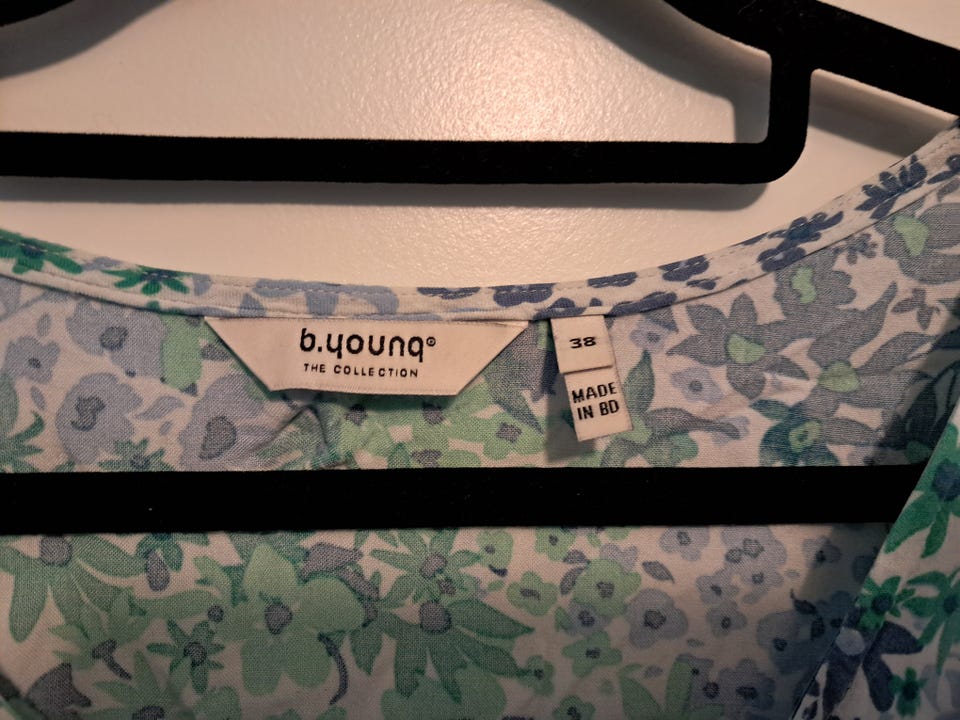 b.young®
THE COLLECTION
38
MADE
IN BD